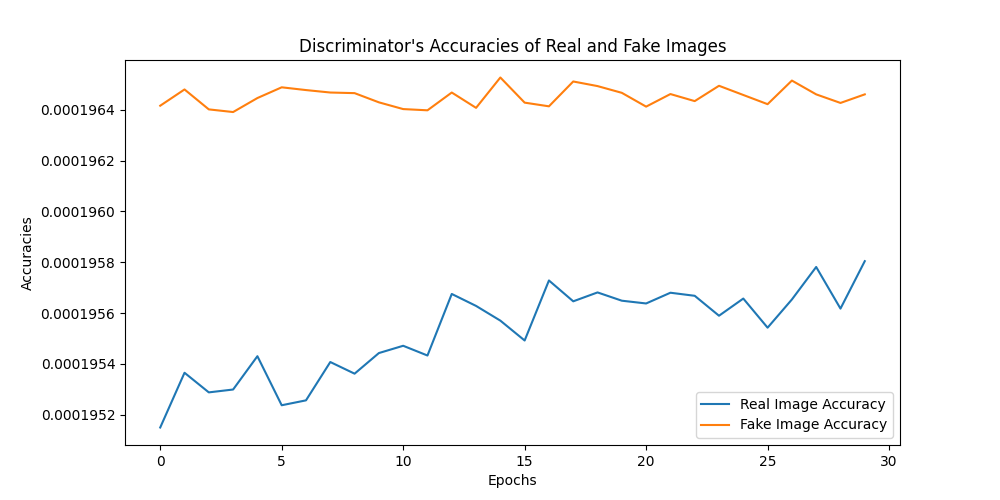 Discriminator's Accuracies of Real and Fake Images
0.0001964
0.0001962
0.0001960
0.0001958
0.0001956
0.0001954
0.0001952
Accuracies
Real Image Accuracy
Fake Image Accuracy
0 5 10 15 20 25 30
Epochs